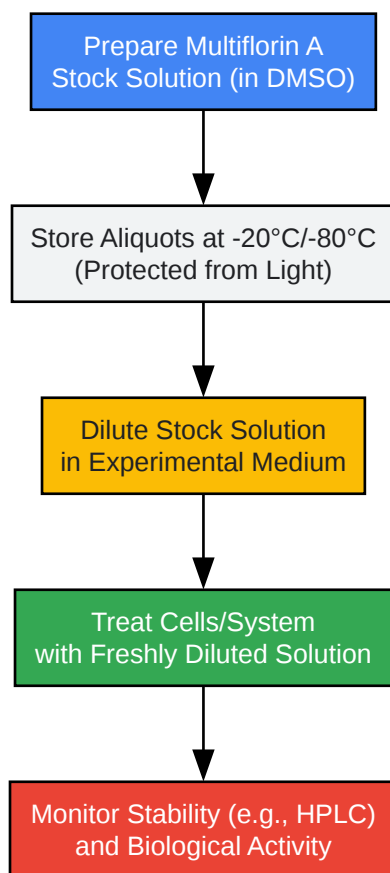 Prepare Multiflorin A
Stock Solution (in DMSO)
Store Aliquots at -20°C/-80°C
(Protected from Light)
Dilute Stock Solution
in Experimental Medium
Treat Cells/System
with Freshly Diluted Solution
Monitor Stability (e.g., HPLC)
and Biological Activity